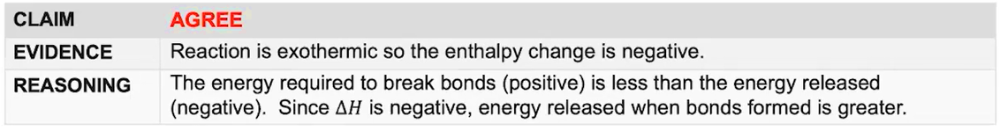 CLAIM AGREE
EVIDENCE Reaction is exothermic so the enthalpy change is negative.
REASONING The energy required to break bonds (positive) is less than the energy released
(negative). Since ΔH is negative, energy released when bonds formed is greater.